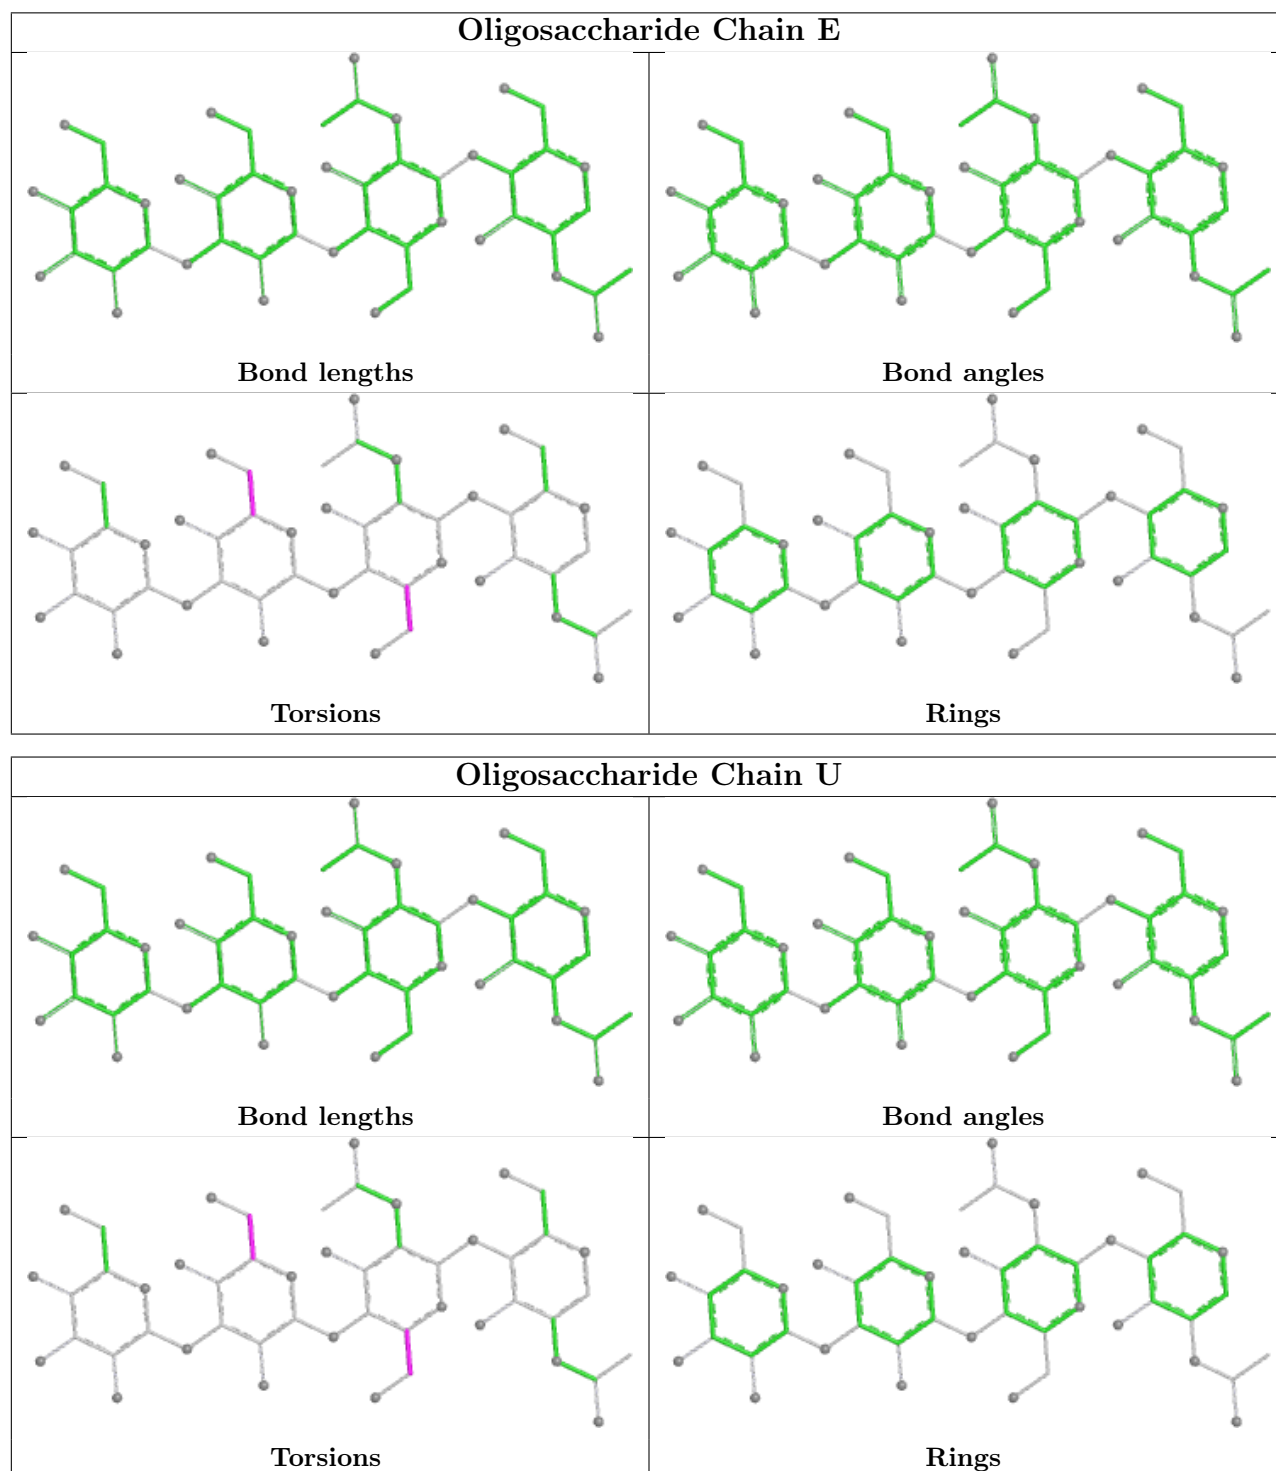 Oligosaccharide Chain E
Bond lengths
Bond angles
Torsions
Rings
Oligosaccharide Chain U
Bond lengths
Bond angles
Torsions
Rings